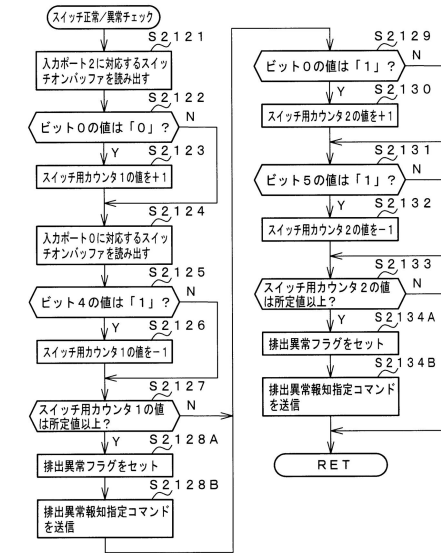 スイッチ正常/異常チェック
S2121
入力ポート2に対応するスイッ
チオンバッファを読み出す
S2122
ビット0の値は「0」?
N
Y
S2123
スイッチ用カウンタ1の値を+1
S2124
入力ポート0に対応するスイッ
チオンバッファを読み出す
S2125
ビット4の値は「1」?
N
Y
S2126
スイッチ用カウンタ1の値を-1
S2127
スイッチ用カウンタ1の値
は所定値以上?
N
Y
S2128A
排出異常フラグをセット
S2128B
排出異常報知指定コマンド
を送信
S2129
ビット0の値は「1」?
N
Y
S2130
スイッチ用カウンタ2の値を+1
S2131
ビット5の値は「1」?
N
Y
S2132
スイッチ用カウンタ2の値を-1
S2133
スイッチ用カウンタ2の値
は所定値以上?
N
Y
S2134A
排出異常フラグをセット
S2134B
排出異常報知指定コマンド
を送信
RET